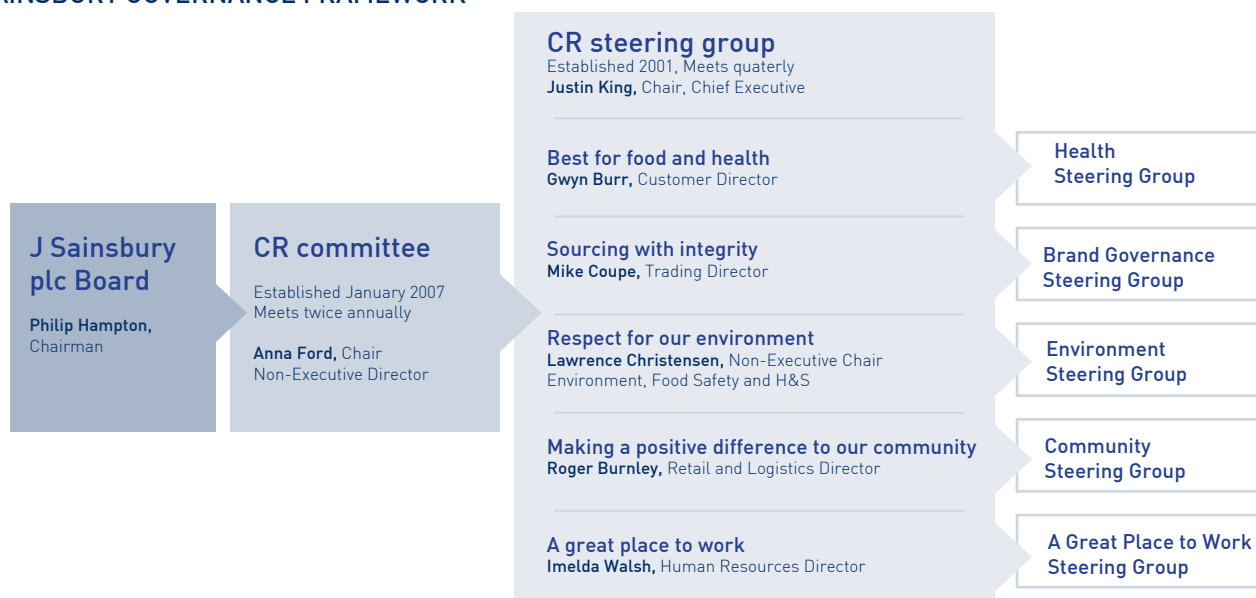 J Sainsbury
plc Board
Philip Hampton,
Chairman
CR committee
Established January 2007
Meets twice annually
Anna Ford, Chair
Non-Executive Director
CR steering group
Established 2001, Meets quaterly
Justin King, Chair, Chief Executive
Best for food and health
Gwyn Burr, Customer Director
Sourcing with integrity
Mike Coupe, Trading Director
Respect for our environment
Lawrence Christensen, Non-Executive Chair
Environment, Food Safety and H&S
Making a positive difference to our community
Roger Burnley, Retail and Logistics Director
A great place to work
Imelda Walsh, Human Resources Director
Health
Steering Group
Brand Governance
Steering Group
Environment
Steering Group
Community
Steering Group
A Great Place to Work
Steering Group